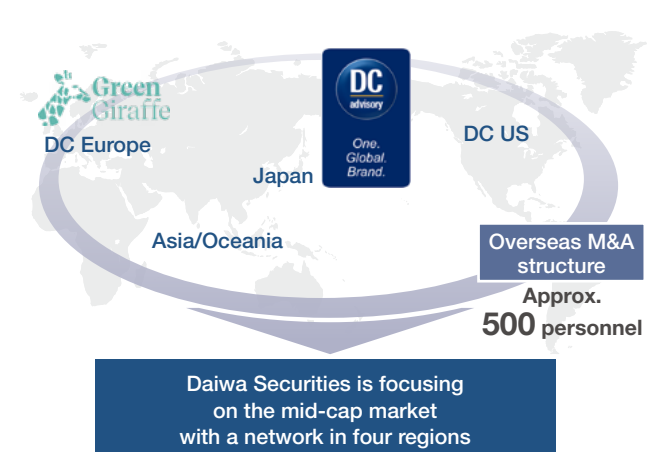 Green
Giraffe
DC Europe
DC
advisory
One.
Global.
Brand.
DC US
Japan
Asia/Oceania
Overseas M&A
structure
Approx.
500 personnel
Daiwa Securities is focusing
on the mid-cap market
with a network in four regions